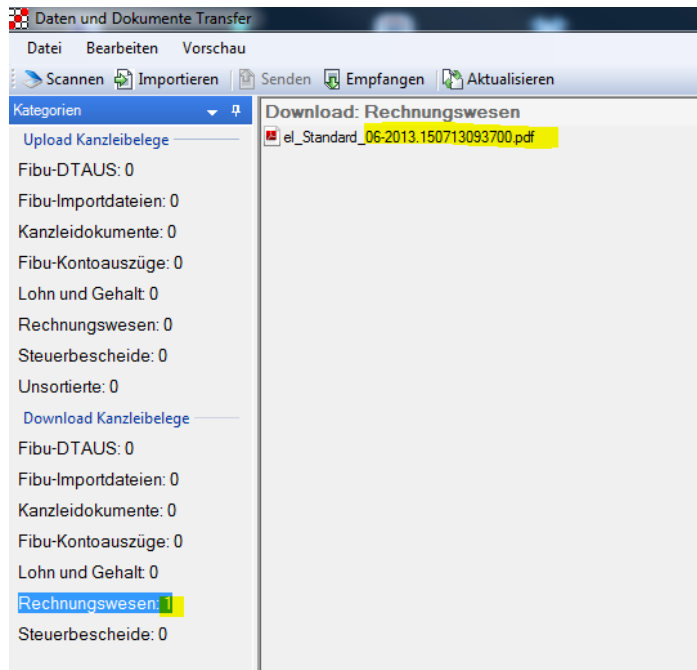 Daten und Dokumente Transfer
Datei Bearbeiten Vorschau
Scannen Importieren Senden Empfangen Aktualisieren
Kategorien
Upload Kanzleibelege
Fibu-DTAUS: 0
Fibu-Importdateien: 0
Kanzleidokumente: 0
Fibu-Kontoauszüge: 0
Lohn und Gehalt: 0
Rechnungswesen: 0
Steuerbescheide: 0
Unsortierte: 0
Download Kanzleibelege
Fibu-DTAUS: 0
Fibu-Importdateien: 0
Kanzleidokumente: 0
Fibu-Kontoauszüge: 0
Lohn und Gehalt: 0
Rechnungswesen: 1
Steuerbescheide: 0
Download: Rechnungswesen
el_Standard_06-2013.150713093700.pdf